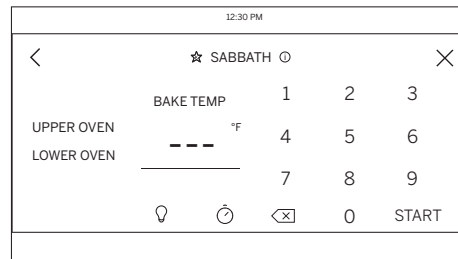 12:30 PM
SABBATH
BAKE TEMP
UPPER OVEN
LOWER OVEN
--- °F
1 2 3
4 5 6
7 8 9
0 START